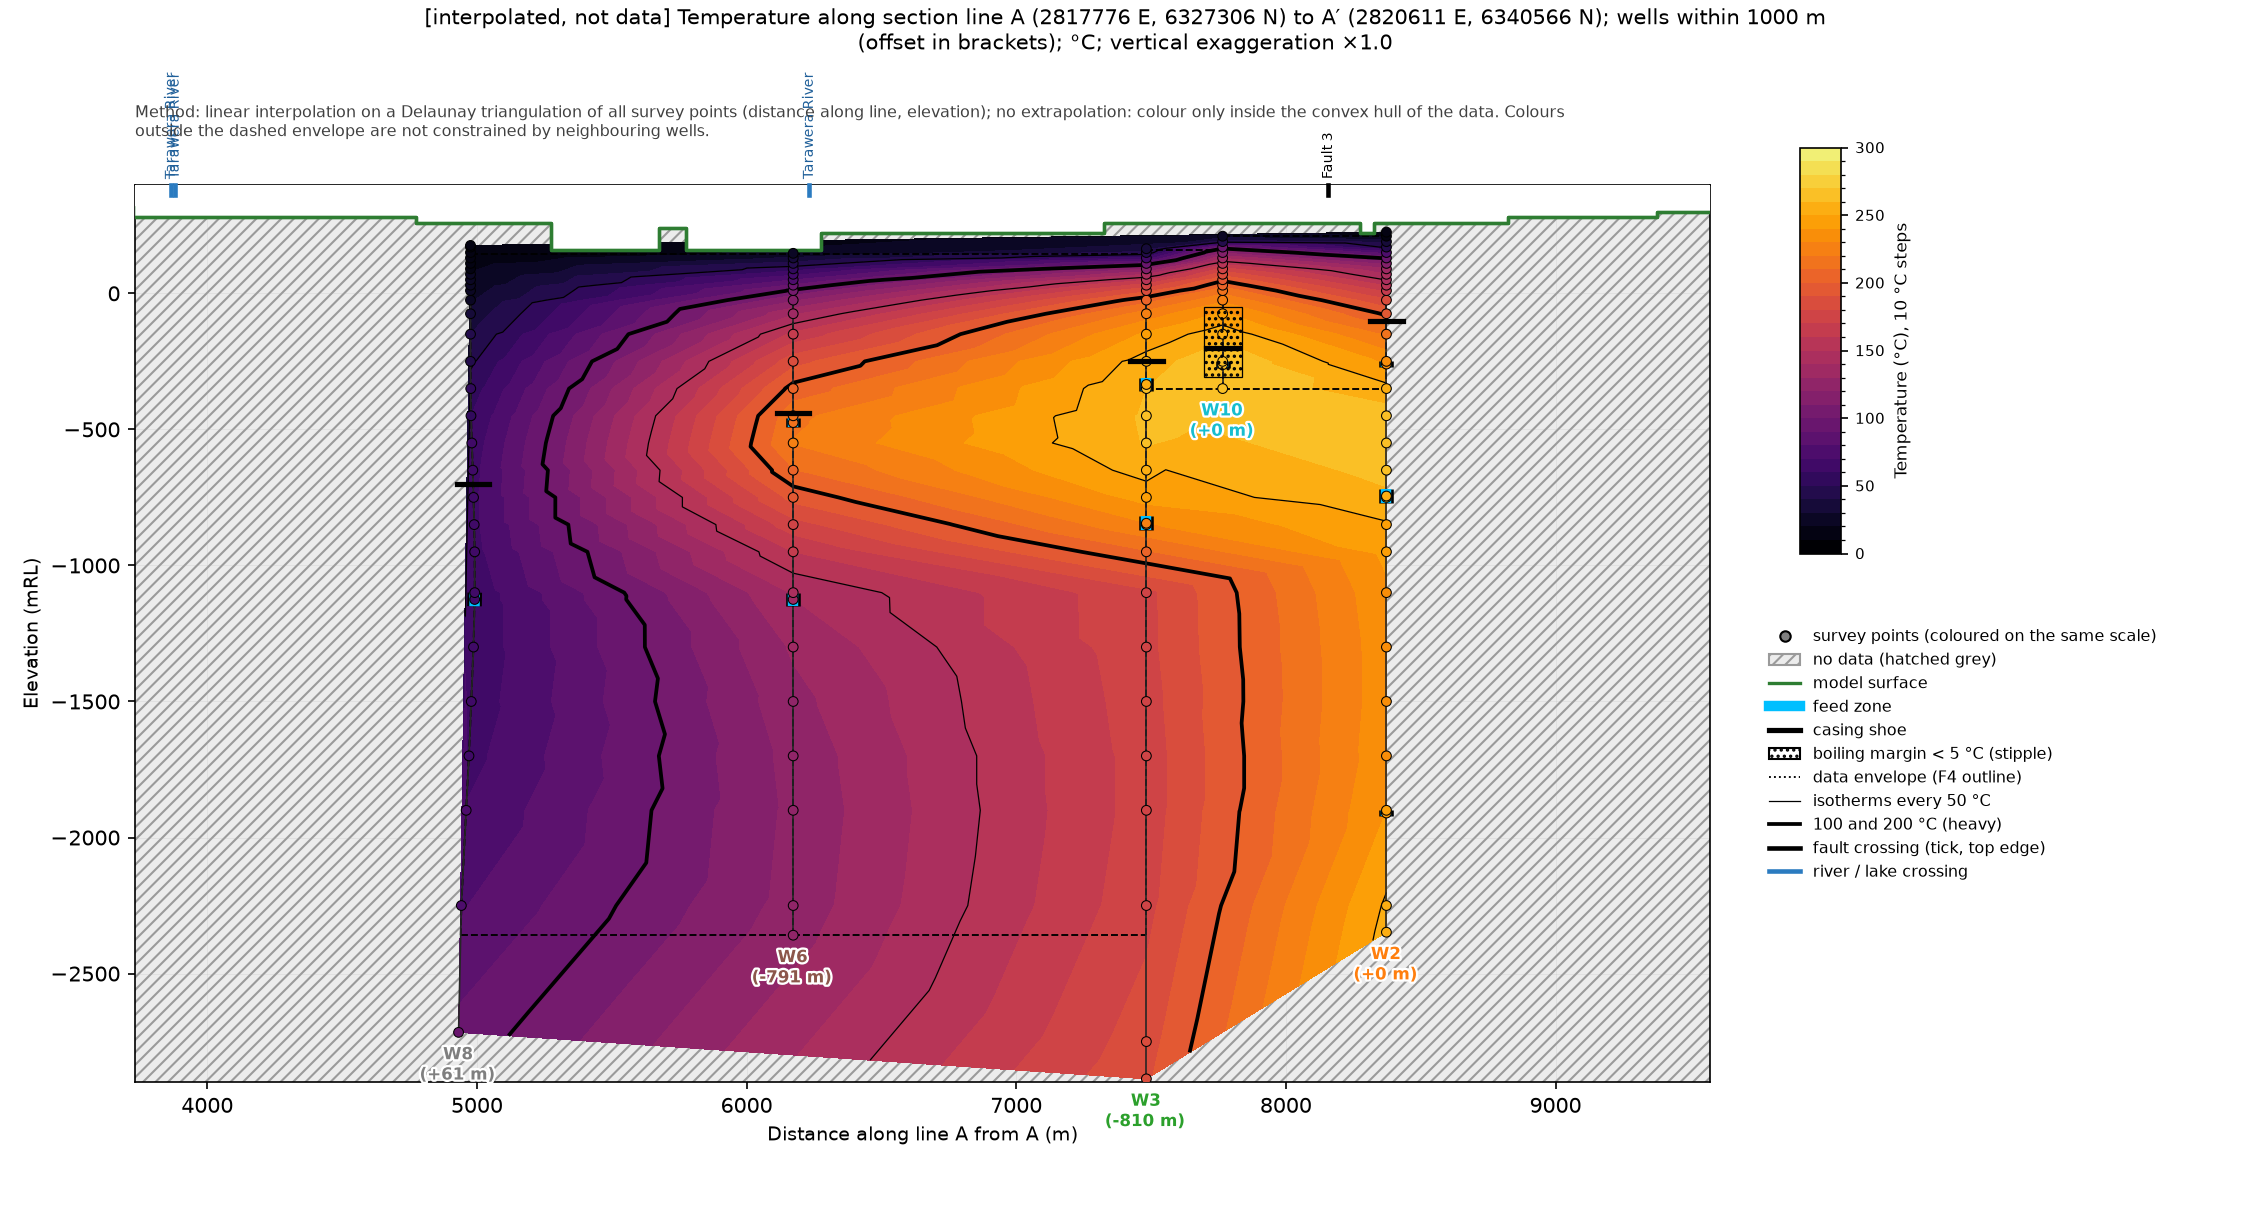 [interpolated, not data] Temperature along section line A (2817776 E, 6327306 N) to A′ (2820611 E, 6340566 N); wells within 1000 m
(offset in brackets); °C; vertical exaggeration ×1.0
Tarawera River
Tarawera River
Tarawera River
Fault 3
Method: linear interpolation on a Delaunay triangulation of all survey points (distance along line, elevation); no extrapolation: colour only inside the convex hull of the data. Colours
outside the dashed envelope are not constrained by neighbouring wells.
300
250
200
150
100
50
0
Temperature (°C), 10 °C steps
0
−500
−1000
−1500
−2000
−2500
Elevation (mRL)
W10
(+0 m)
W6
(-791 m)
W2
(+0 m)
W8
(+61 m)
W3
(-810 m)
4000
5000
6000
7000
8000
9000
Distance along line A from A (m)
survey points (coloured on the same scale)
no data (hatched grey)
model surface
feed zone
casing shoe
boiling margin < 5 °C (stipple)
data envelope (F4 outline)
isotherms every 50 °C
100 and 200 °C (heavy)
fault crossing (tick, top edge)
river / lake crossing